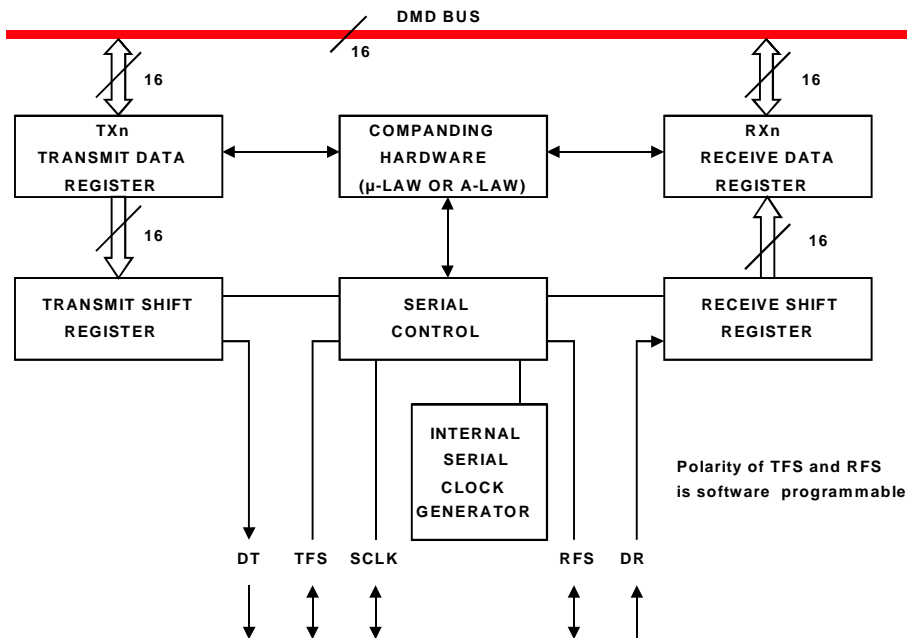 DMD BUS
16
16
16
TXn
TRANSMIT DATA
REGISTER
COMPANDING
HARDWARE
(µ-LAW OR A-LAW)
RXn
RECEIVE DATA
REGISTER
16
16
TRANSMIT SHIFT
REGISTER
SERIAL
CONTROL
RECEIVE SHIFT
REGISTER
INTERNAL
SERIAL
CLOCK
GENERATOR
Polarity of TFS and RFS
is software programmable
DT
TFS
SCLK
RFS
DR